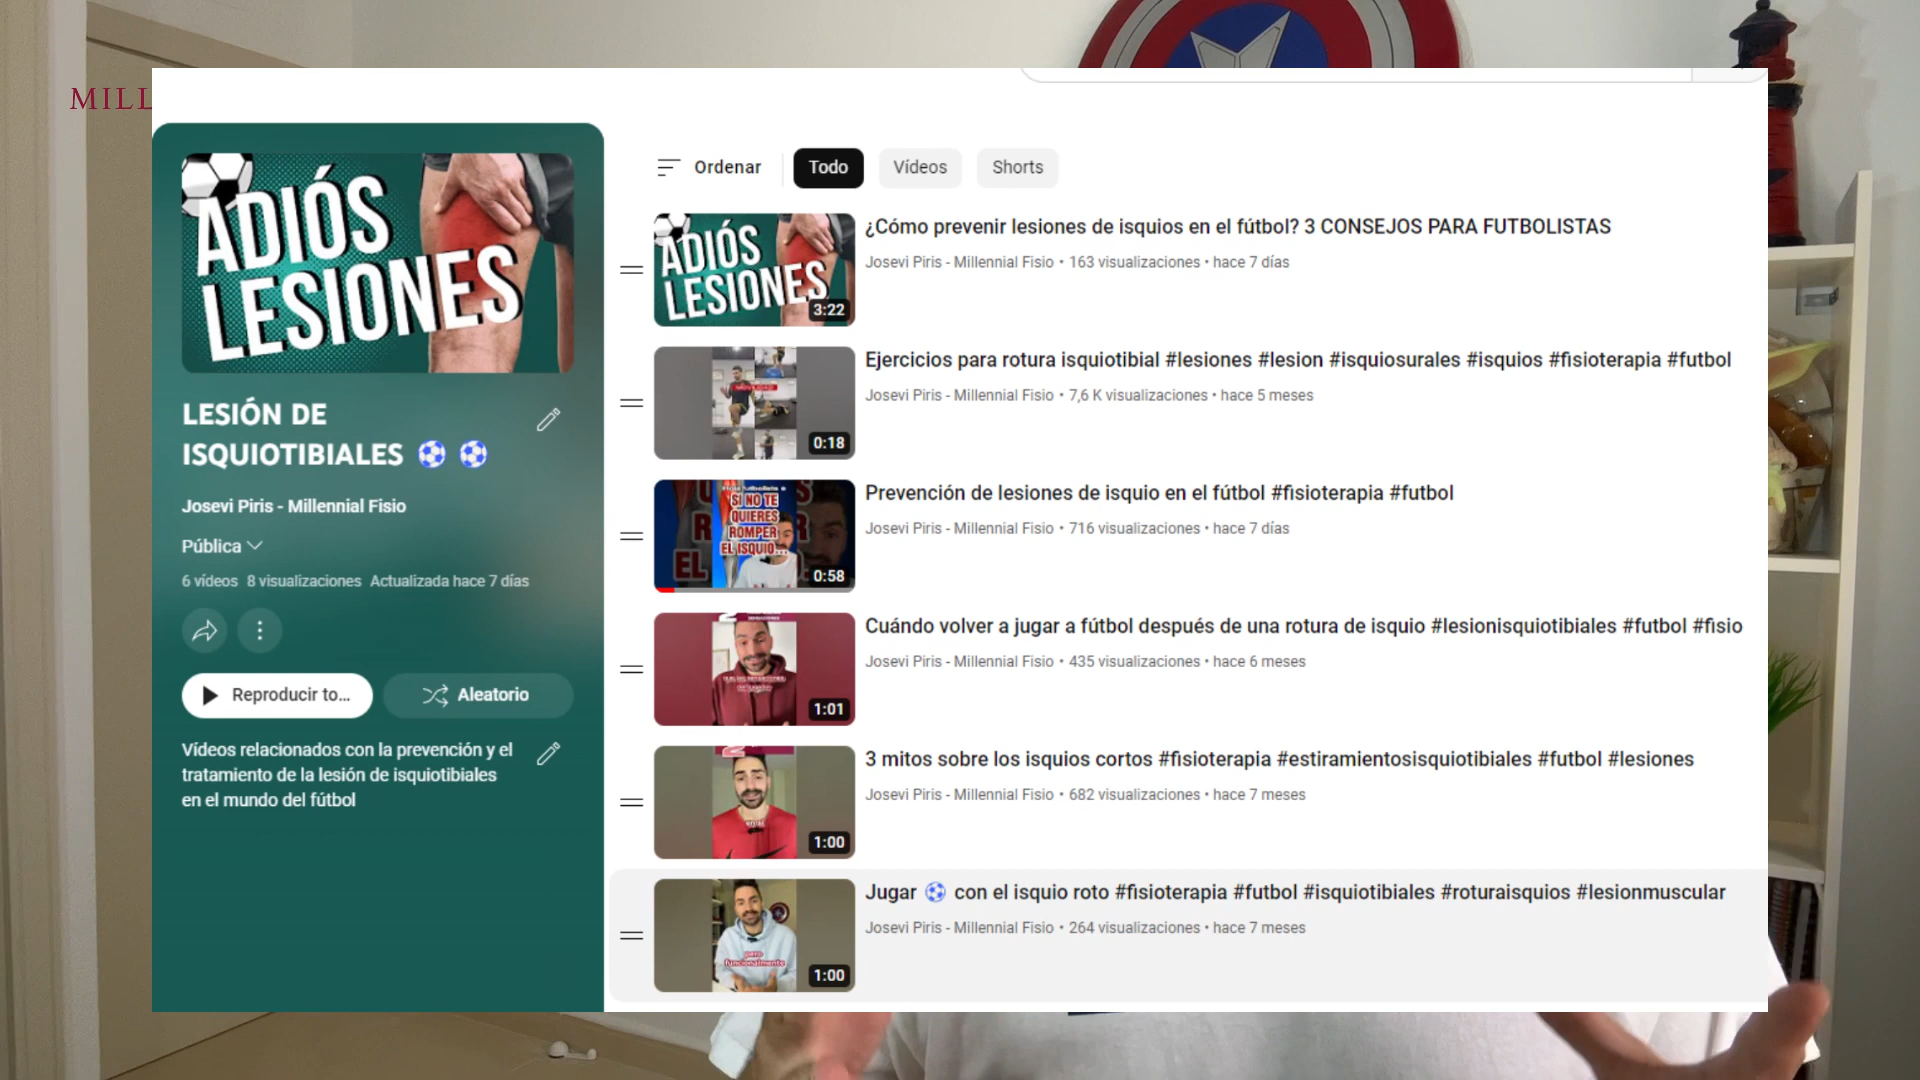 MILL
ADIÓS
LESIONES
LESIÓN DE
ISQUIOTIBIALES ⚽ ⚽
Josevi Piris - Millennial Fisio
Pública
6 vídeos 8 visualizaciones Actualizada hace 7 días
Reproducir to...
Aleatorio
Vídeos relacionados con la prevención y el
tratamiento de la lesión de isquiotibiales
en el mundo del fútbol
Ordenar
Todo
Vídeos
Shorts
ADIÓS
LESIONES
3:22
¿Cómo prevenir lesiones de isquios en el fútbol? 3 CONSEJOS PARA FUTBOLISTAS
Josevi Piris - Millennial Fisio • 163 visualizaciones • hace 7 días
0:18
Ejercicios para rotura isquiotibial #lesiones #lesion #isquiosurales #isquios #fisioterapia #futbol
Josevi Piris - Millennial Fisio • 7,6 K visualizaciones • hace 5 meses
SI NO TE
QUIERES
ROMPER
EL ISQUIO...
0:58
Prevención de lesiones de isquio en el fútbol #fisioterapia #futbol
Josevi Piris - Millennial Fisio • 716 visualizaciones • hace 7 días
1:01
Cuándo volver a jugar a fútbol después de una rotura de isquio #lesionisquiotibiales #futbol #fisio
Josevi Piris - Millennial Fisio • 435 visualizaciones • hace 6 meses
1:00
3 mitos sobre los isquios cortos #fisioterapia #estiramientosisquiotibiales #futbol #lesiones
Josevi Piris - Millennial Fisio • 682 visualizaciones • hace 7 meses
pero
funcionalmente
1:00
Jugar ⚽ con el isquio roto #fisioterapia #futbol #isquiotibiales #roturaisquios #lesionmuscular
Josevi Piris - Millennial Fisio • 264 visualizaciones • hace 7 meses